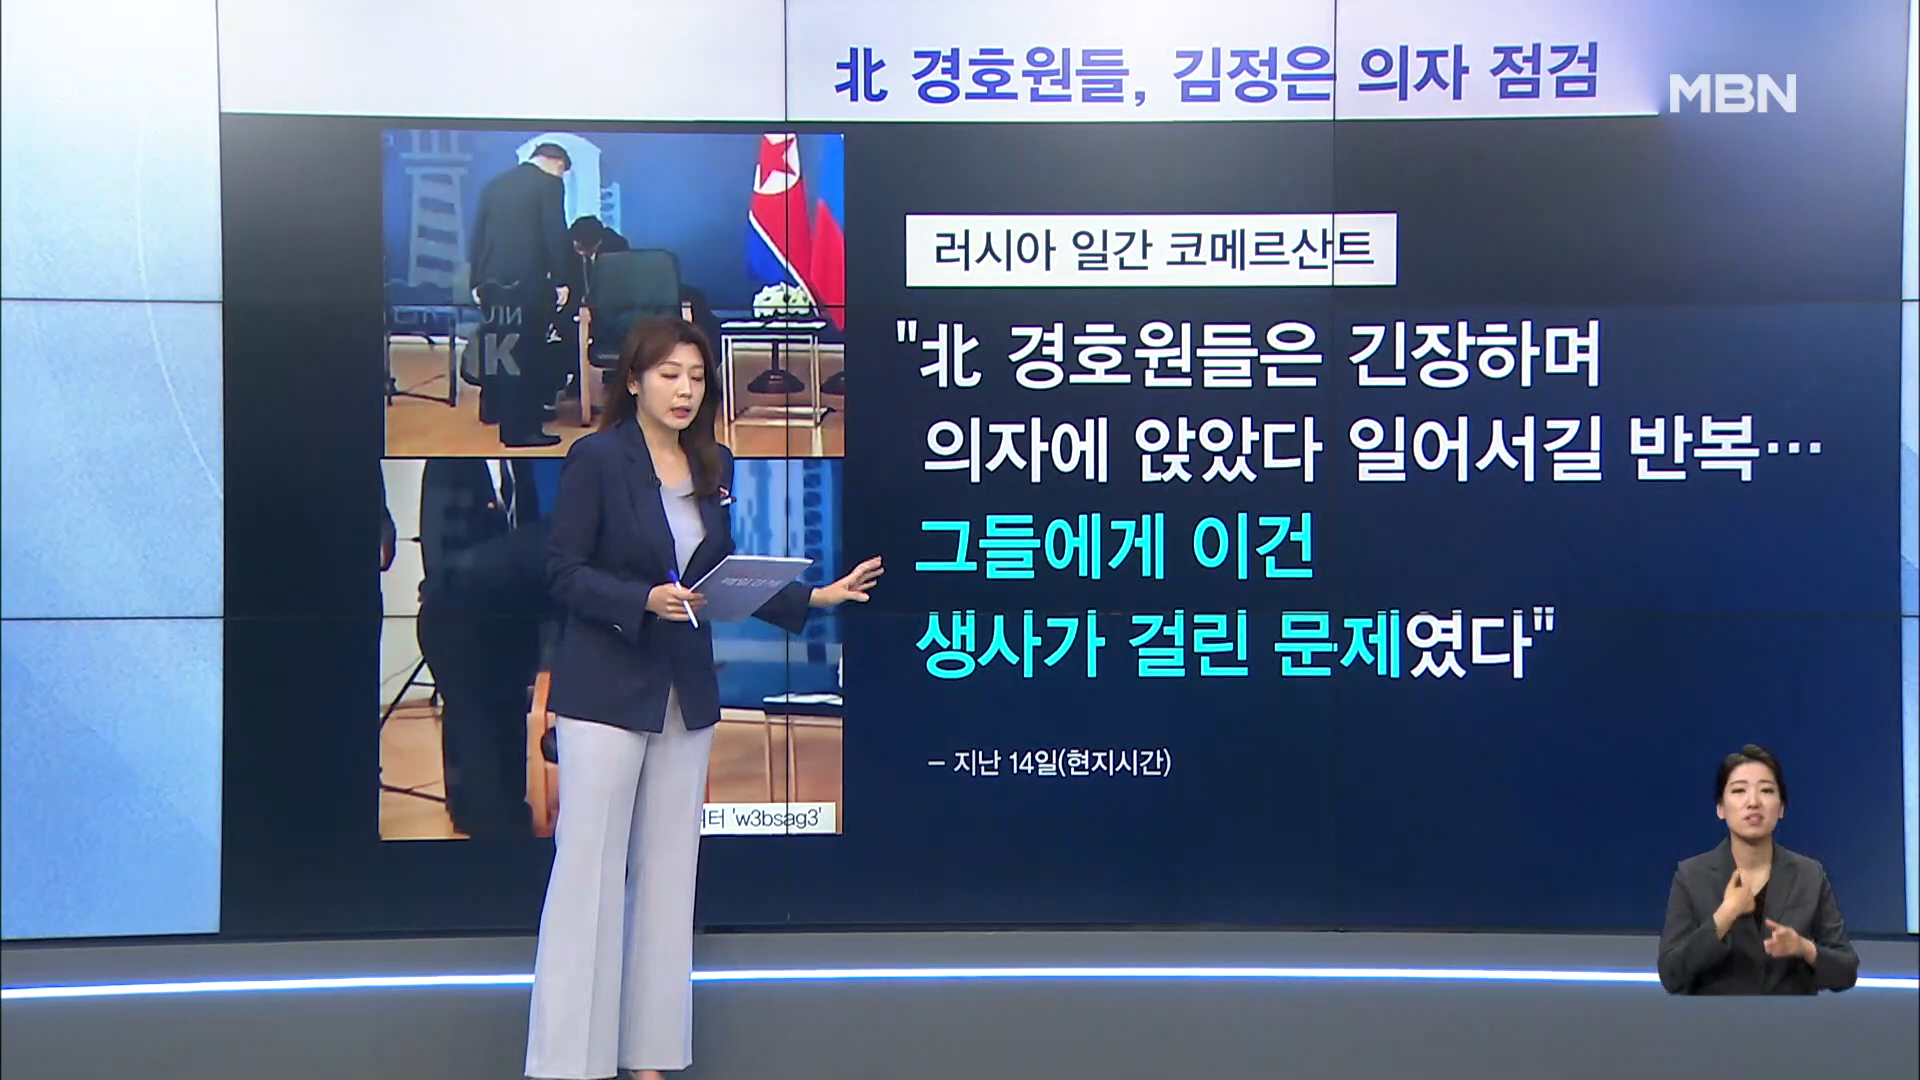 北 경호원들, 김정은 의자 점검
MBN
러시아 일간 코메르산트
"北 경호원들은 긴장하며
의자에 앉았다 일어서길 반복…
그들에게 이건
생사가 걸린 문제였다"
– 지난 14일(현지시간)
ЛИ
'w3bsag3'